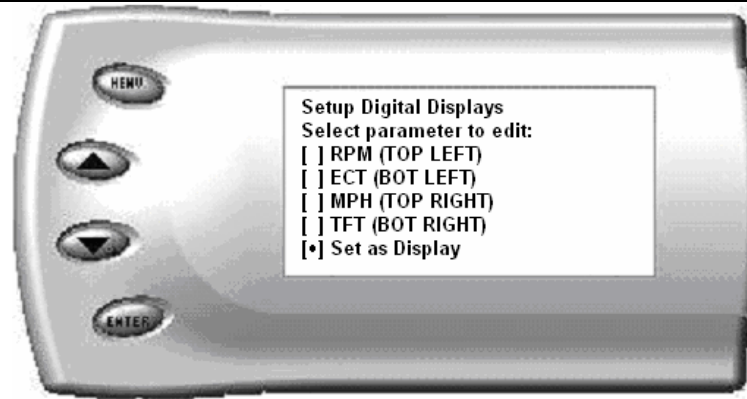 MENU
Setup Digital Displays
Select parameter to edit:
[ ] RPM (TOP LEFT)
[ ] ECT (BOT LEFT)
[ ] MPH (TOP RIGHT)
[ ] TFT (BOT RIGHT)
[•] Set as Display
ENTER